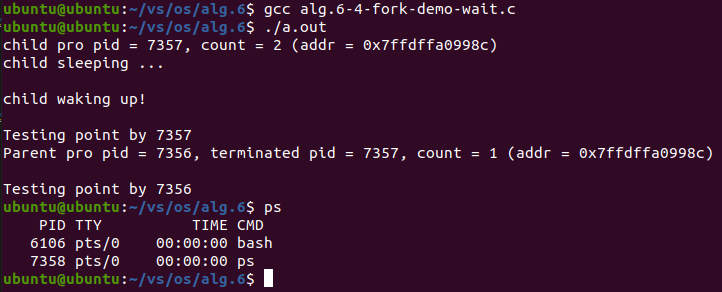 ubuntu@ubuntu:~/vs/os/alg.6$ gcc alg.6-4-fork-demo-wait.c
ubuntu@ubuntu:~/vs/os/alg.6$ ./a.out
child pro pid = 7357, count = 2 (addr = 0x7ffdffa0998c)
child sleeping ...
child waking up!
Testing point by 7357
Parent pro pid = 7356, terminated pid = 7357, count = 1 (addr = 0x7ffdffa0998c)
Testing point by 7356
ubuntu@ubuntu:~/vs/os/alg.6$ ps
PID TTY TIME CMD
6106 pts/0 00:00:00 bash
7358 pts/0 00:00:00 ps
ubuntu@ubuntu:~/vs/os/alg.6$